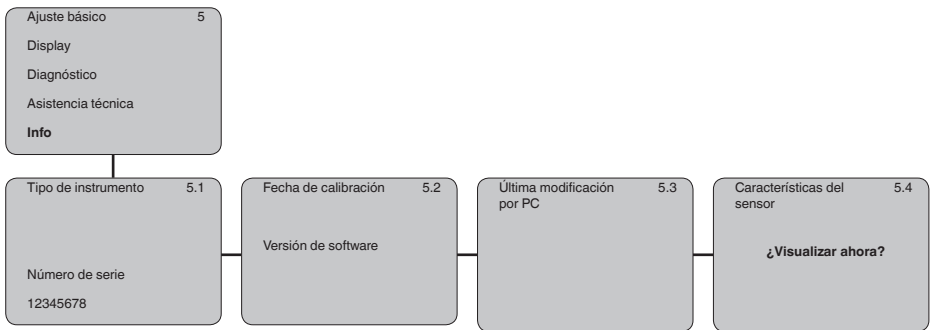 Ajuste básico 5
Display
Diagnóstico
Asistencia técnica
Info
Tipo de instrumento 5.1
Número de serie
12345678
Fecha de calibración 5.2
Versión de software
Última modificación 5.3
por PC
Características del 5.4
sensor
¿Visualizar ahora?